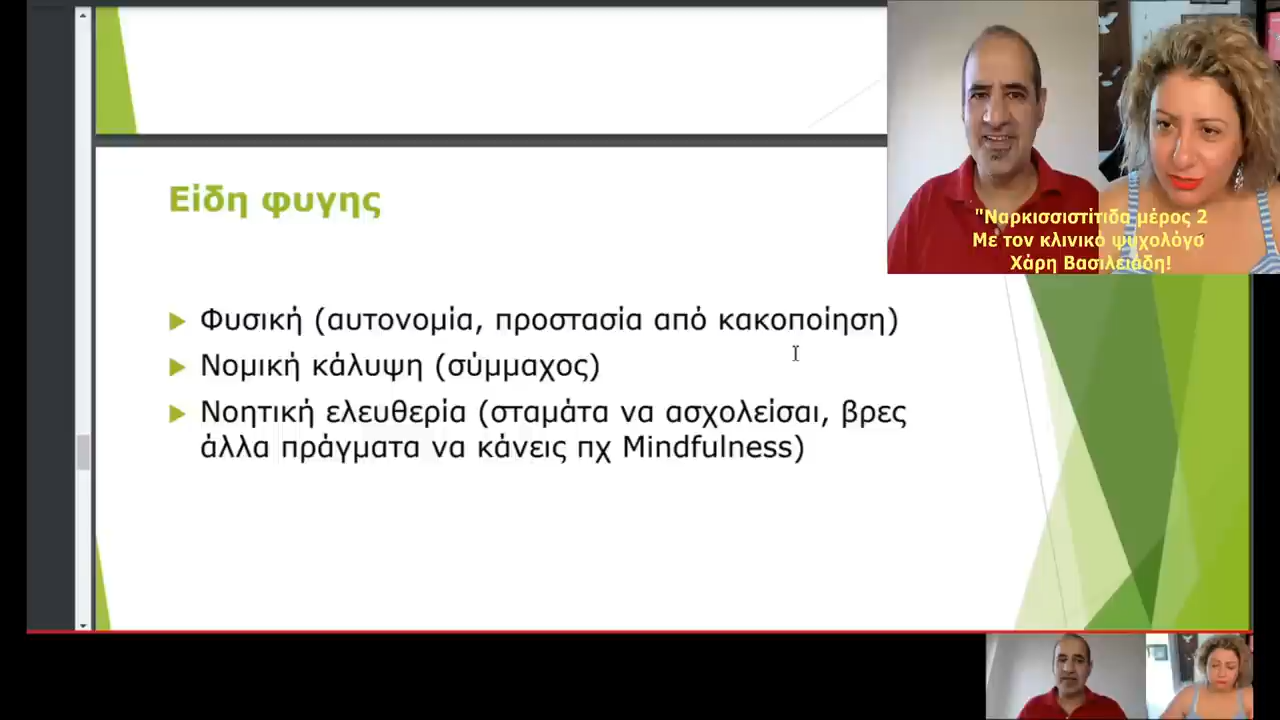 Είδη φυγης
"Ναρκισσιστίτιδα μέρος 2
Με τον κλινικό ψυχολόγο
Χάρη Βασιλειάδη!
Φυσική (αυτονομία, προστασία από κακοποίηση)
Νομική κάλυψη (σύμμαχος)
Νοητική ελευθερία (σταμάτα να ασχολείσαι, βρες
άλλα πράγματα να κάνεις πχ Mindfulness)